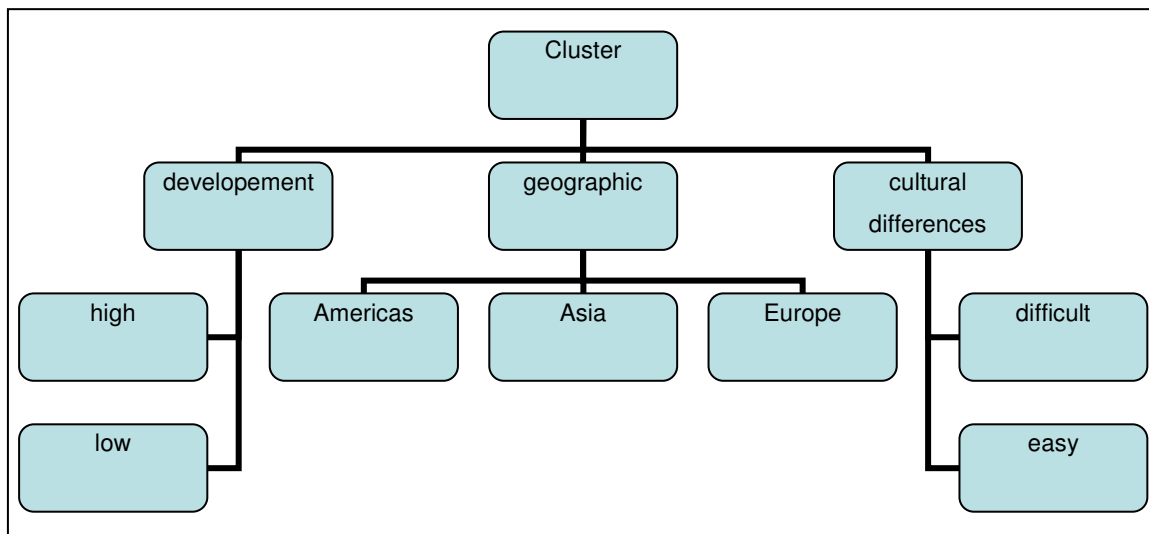 Cluster
developement
geographic
cultural
differences
high
Americas
Asia
Europe
difficult
low
easy